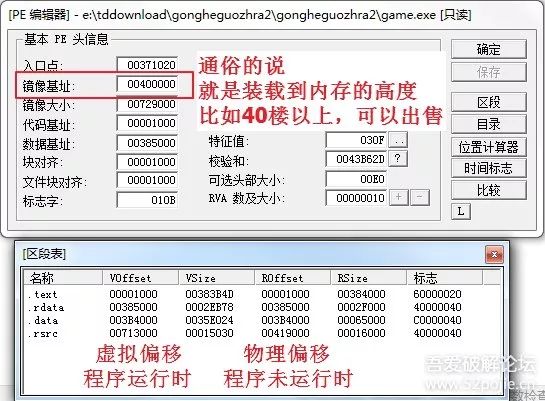 [PE 编辑器] - e:\tddownload\gongheguozhra2\gongheguozhra2\game.exe [只读]
基本 PE 头信息
入口点: 00371020
镜像基址: 00400000
镜像大小: 00729000
代码基址: 00001000
数据基址: 00385000
块对齐: 00001000
文件块对齐: 00001000
标志字: 010B
通俗的说
就是装载到内存的高度
比如40楼以上，可以出售
特征值: 030F ..
校验和: 0043B62D ?
可选头部大小: 00E0
RVA 数及大小: 00000010 + -
确定
保存
区段
目录
位置计算器
时间标志
比较
L
[区段表]
名称 VOffset VSize ROffset RSize 标志
.text 00001000 00383B4D 00001000 00384000 60000020
.rdata 00385000 0002EB78 00385000 0002F000 40000040
.data 003B4000 0035E024 003B4000 00065000 C0000040
.rsrc 00713000 00015030 00419000 00016000 40000040
虚拟偏移
程序运行时
物理偏移
程序未运行时
吾爱破解论坛
www.52pojie.cn
数检查